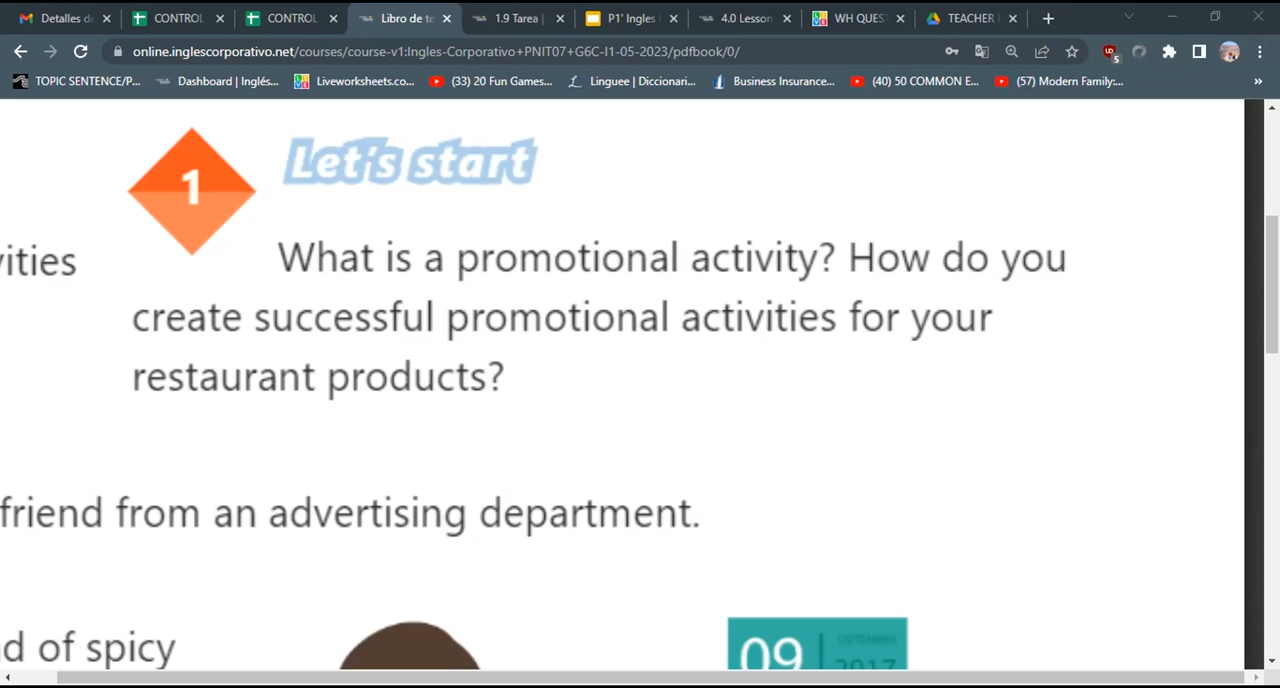 Detalles de
CONTROL
CONTROL
Libro de te
1.9 Tarea |
P1' Ingles
4.0 Lesson
WH QUES
TEACHER
online.inglescorporativo.net/courses/course-v1:Ingles-Corporativo+PNIT07+G6C-I1-05-2023/pdfbook/0/
5
TOPIC SENTENCE/P...
Dashboard | Inglés...
Liveworksheets.co...
(33) 20 Fun Games...
Linguee | Diccionari...
Business Insurance...
(40) 50 COMMON E...
(57) Modern Family:...
»
1
Let's start
vities
What is a promotional activity? How do you
create successful promotional activities for your
restaurant products?
friend from an advertising department.
d of spicy
09
2017